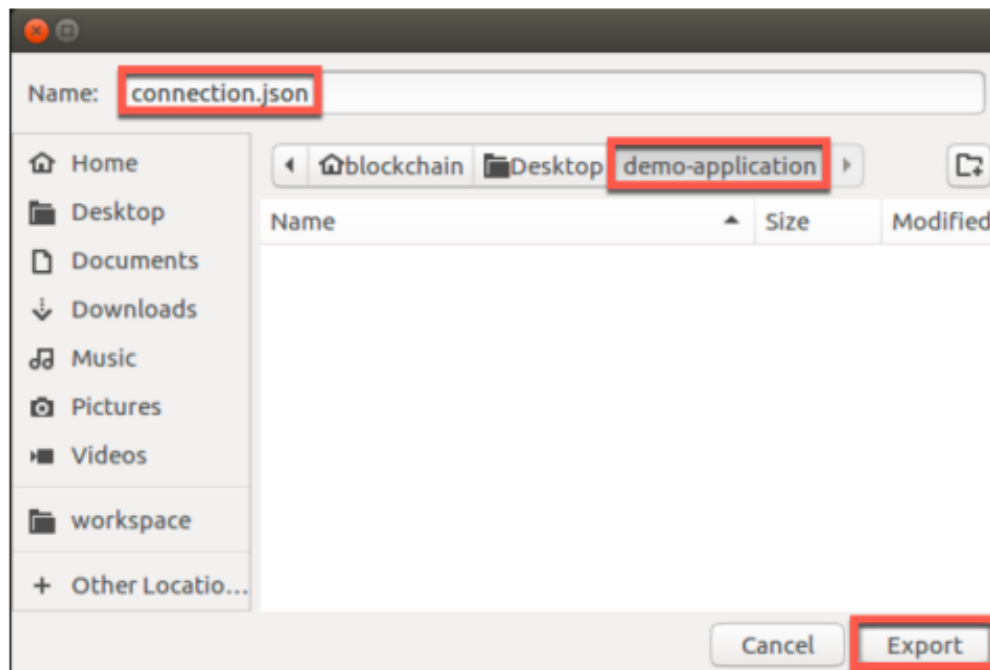 Name: connection.json
Home
blockchain Desktop demo-application
Desktop
Name Size Modified
Documents
Downloads
Music
Pictures
Videos
workspace
+ Other Locatio...
Cancel Export